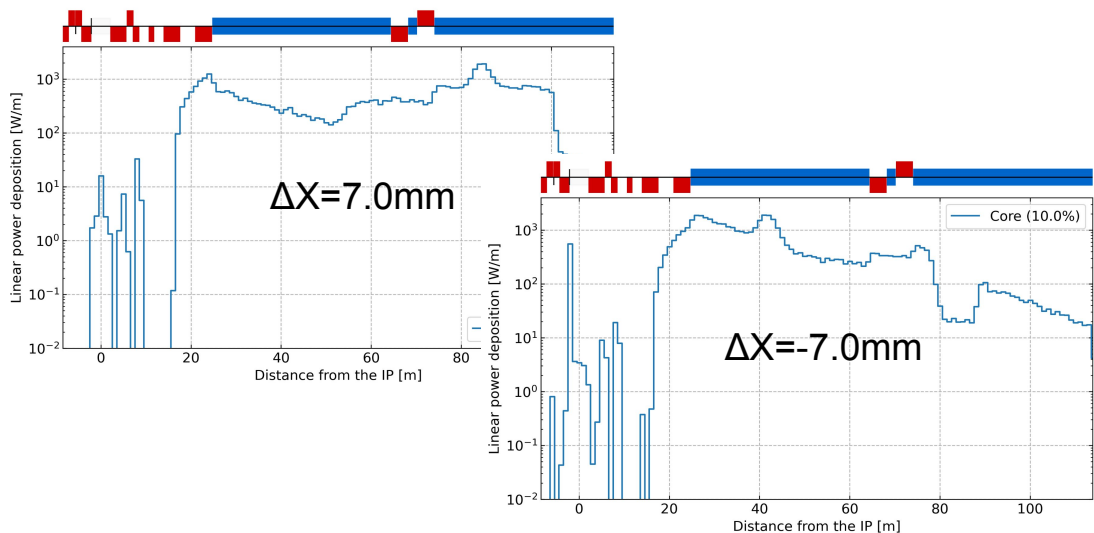 Linear power deposition [W/m]
10³
10²
10¹
10⁰
10⁻¹
10⁻²
ΔX=7.0mm
0 20 40 60 80
Distance from the IP [m]
Linear power deposition [W/m]
10³
10²
10¹
10⁰
10⁻¹
10⁻²
Core (10.0%)
ΔX=-7.0mm
0 20 40 60 80 100
Distance from the IP [m]